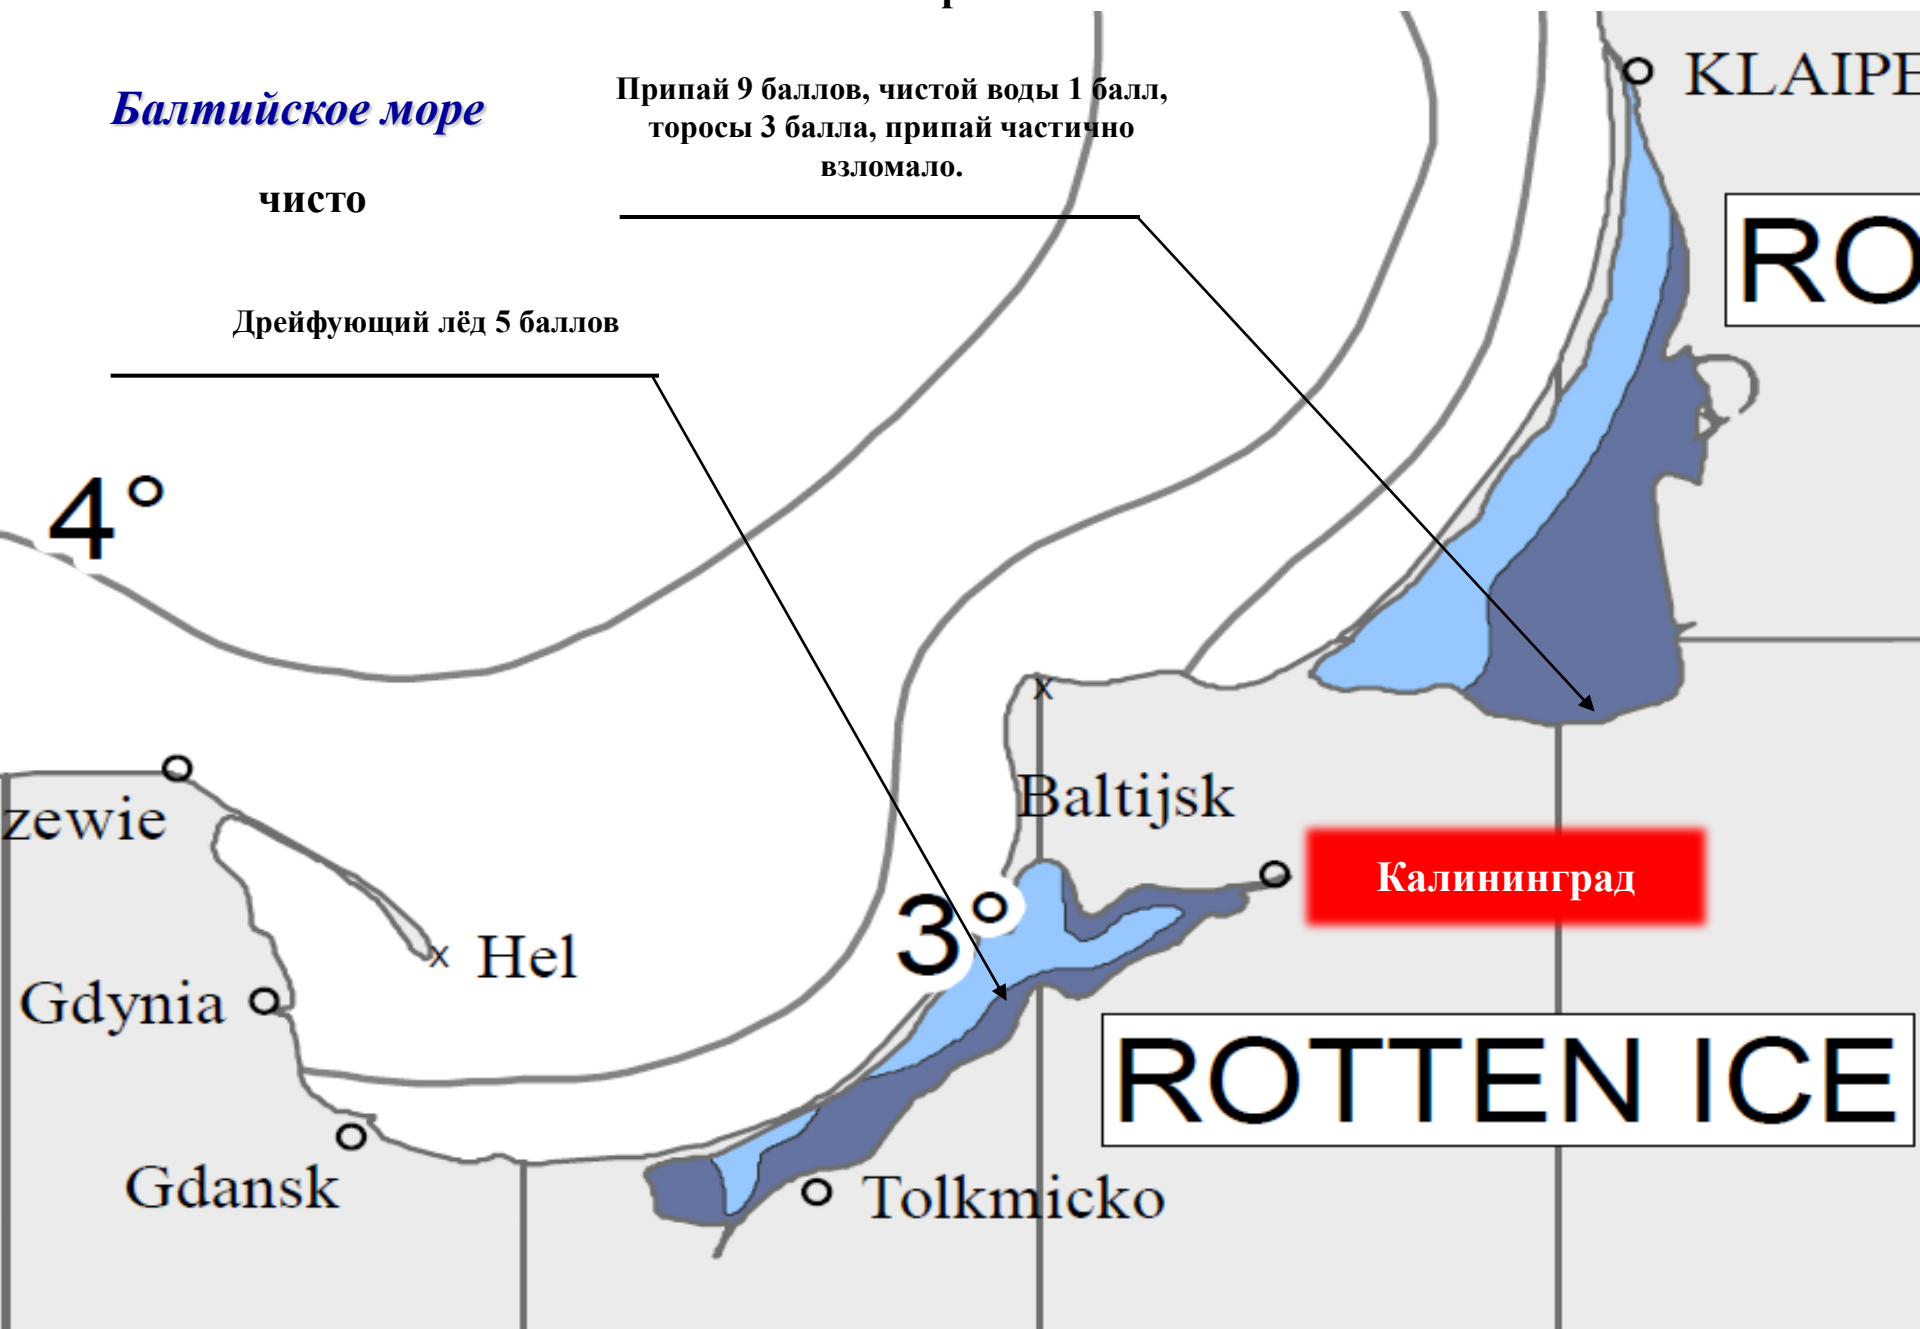 Балтийское море
чисто
Припай 9 баллов, чистой воды 1 балл,
торосы 3 балла, припай частично
взломало.
Дрейфующий лёд 5 баллов
KLAIPE
RO
4°
zewie
Baltijsk
Калининград
3°
x Hel
Gdynia
ROTTEN ICE
Gdansk
Tolkmicko